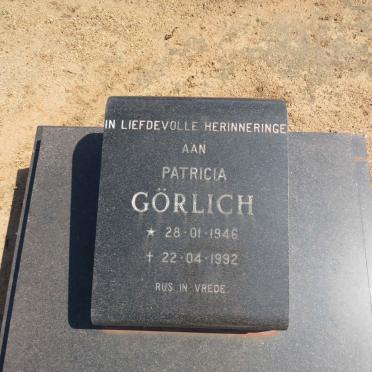 IN LIEFDEVOLLE HERINNERINGE
AAN
PATRICIA
GÖRLICH
★ 28·01·1946
✝ 22·04·1992
RUS IN VREDE